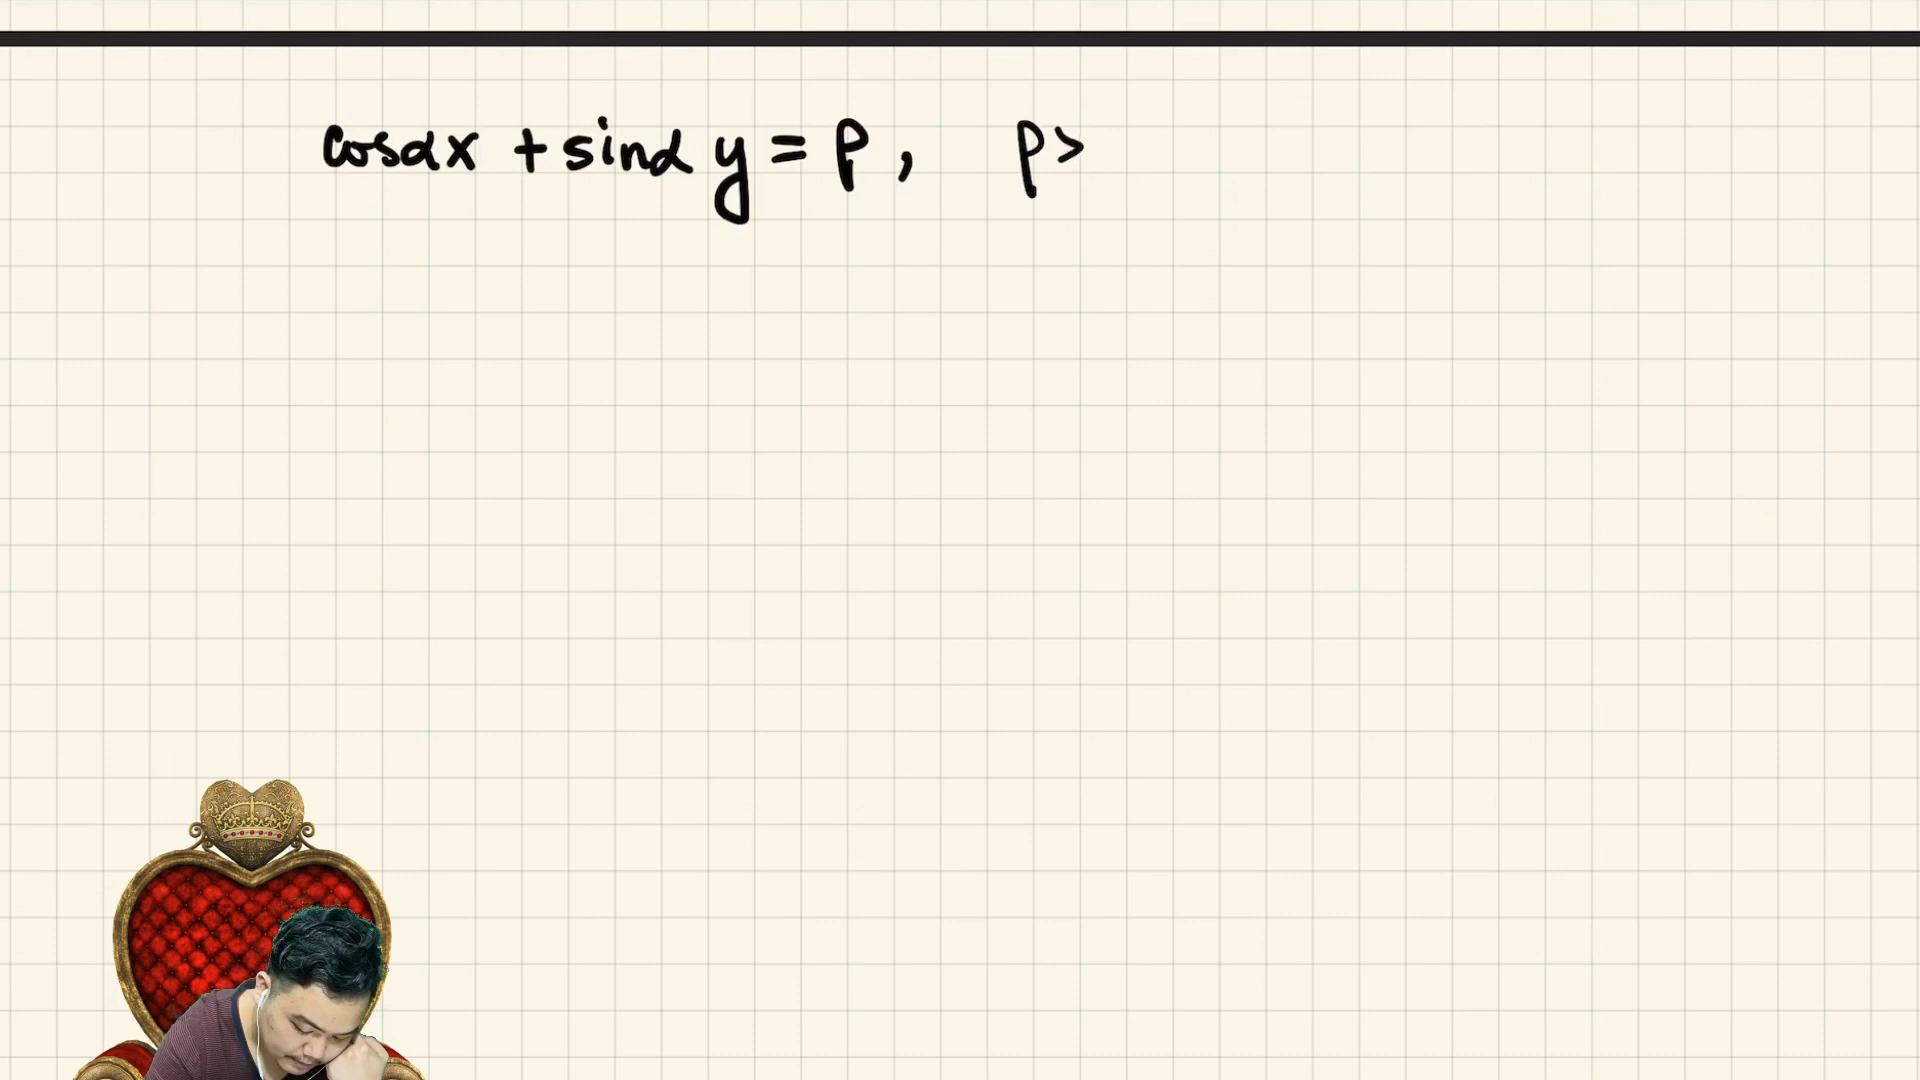 cosαx + sinα y = p , p>